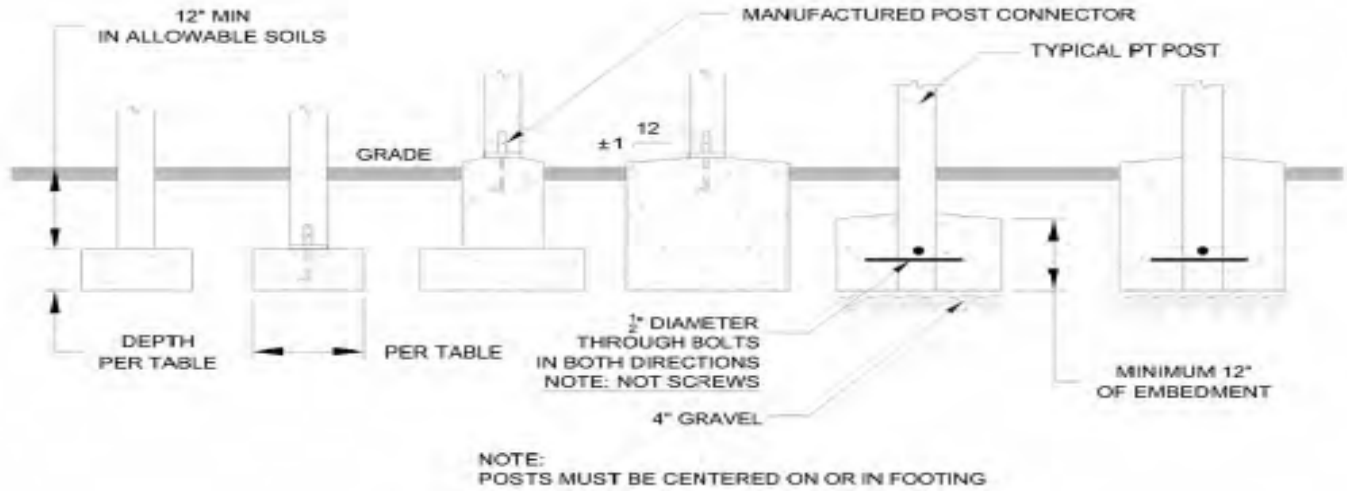 12" MIN
IN ALLOWABLE SOILS
MANUFACTURED POST CONNECTOR
TYPICAL PT POST
12
±1
GRADE
DEPTH
PER TABLE
PER TABLE
1/2" DIAMETER
THROUGH BOLTS
IN BOTH DIRECTIONS
NOTE: NOT SCREWS
4" GRAVEL
MINIMUM 12"
OF EMBEDMENT
NOTE:
POSTS MUST BE CENTERED ON OR IN FOOTING